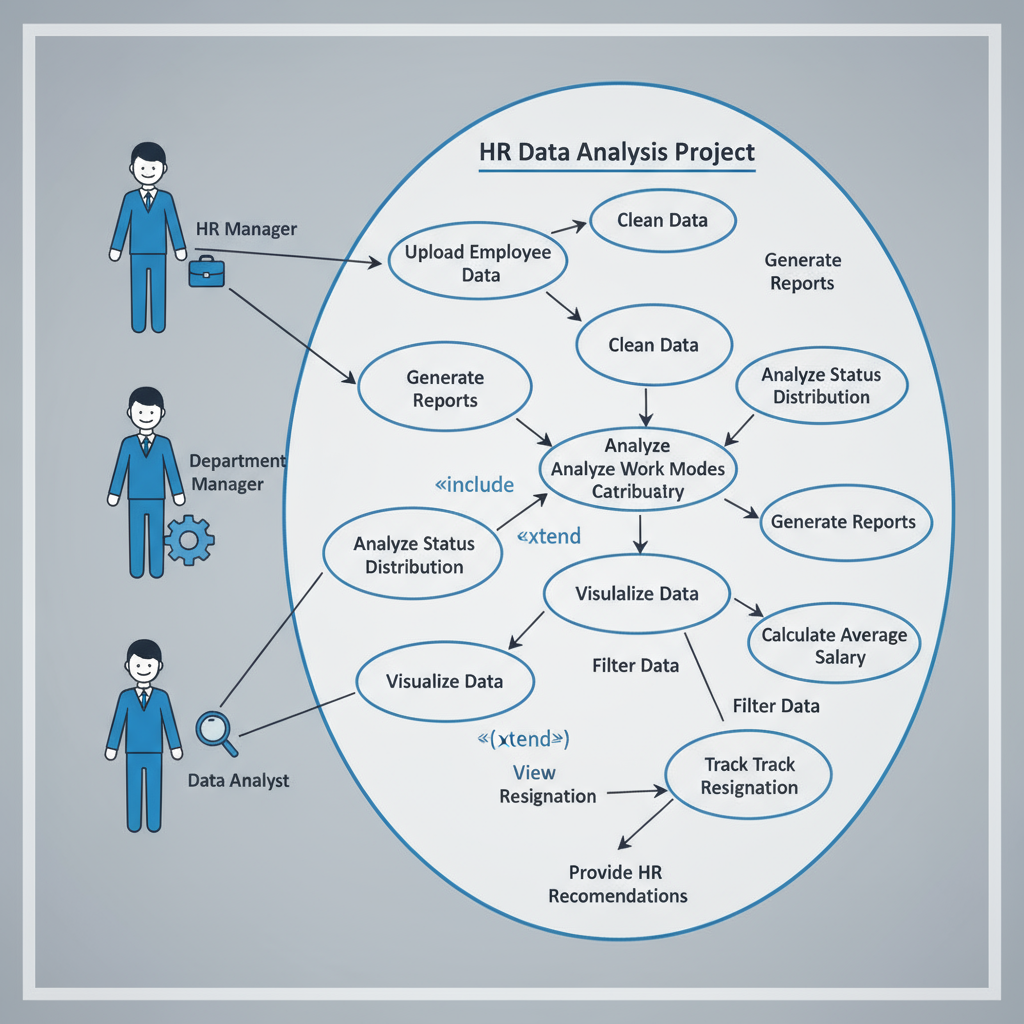 HR Data Analysis Project
HR Manager
Upload Employee
Data
Clean Data
Generate
Reports
Clean Data
Generate
Reports
Analyze Status
Distribution
Department
Manager
Analyze
Analyze Work Modes
CatribuaIry
«include
«xtend
Generate Reports
Analyze Status
Distribution
Visulalize Data
Calculate Average
Salary
Filter Data
Visualize Data
Filter Data
Data Analyst
«(xtend»)
View
Resignation
Track Track
Resignation
Provide HR
Recomendations